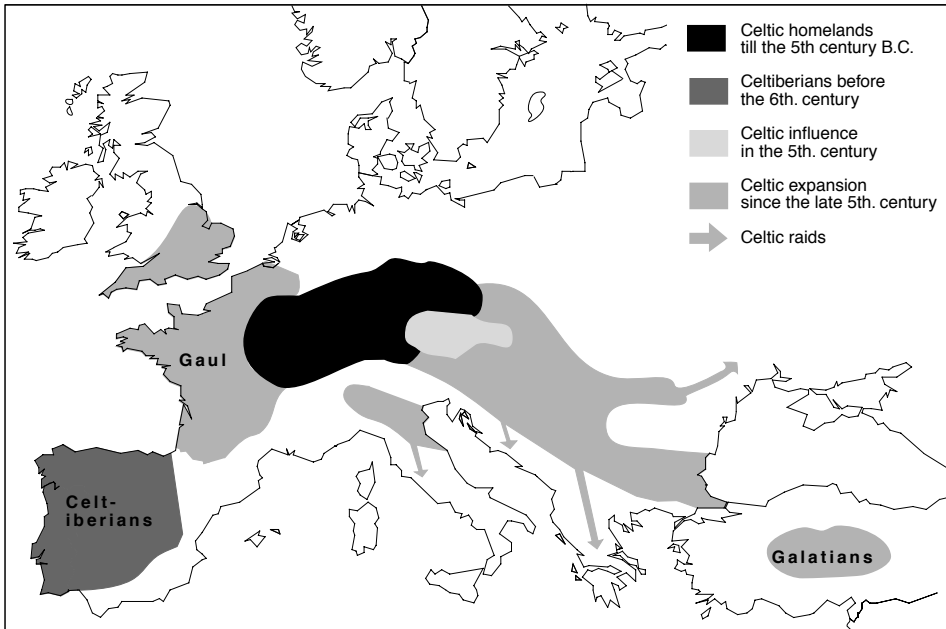 Celtic homelands
till the 5th century B.C.
Celtiberians before
the 6th. century
Celtic influence
in the 5th. century
Celtic expansion
since the late 5th. century
Celtic raids
Gaul
Celt-
iberians
Galatians